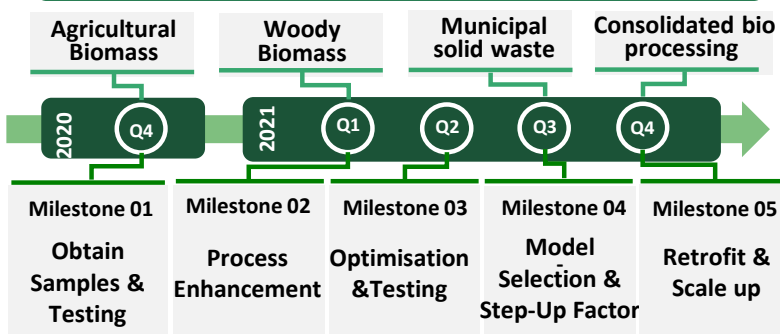 Agricultural
Biomass
Woody
Biomass
Municipal
solid waste
Consolidated bio
processing
2020
Q4
2021
Q1
Q2
Q3
Q4
Milestone 01
Obtain
Samples &
Testing
Milestone 02
Process
Enhancement
Milestone 03
Optimisation
&Testing
Milestone 04
Model
-
Selection &
Step-Up Factor
Milestone 05
Retrofit &
Scale up